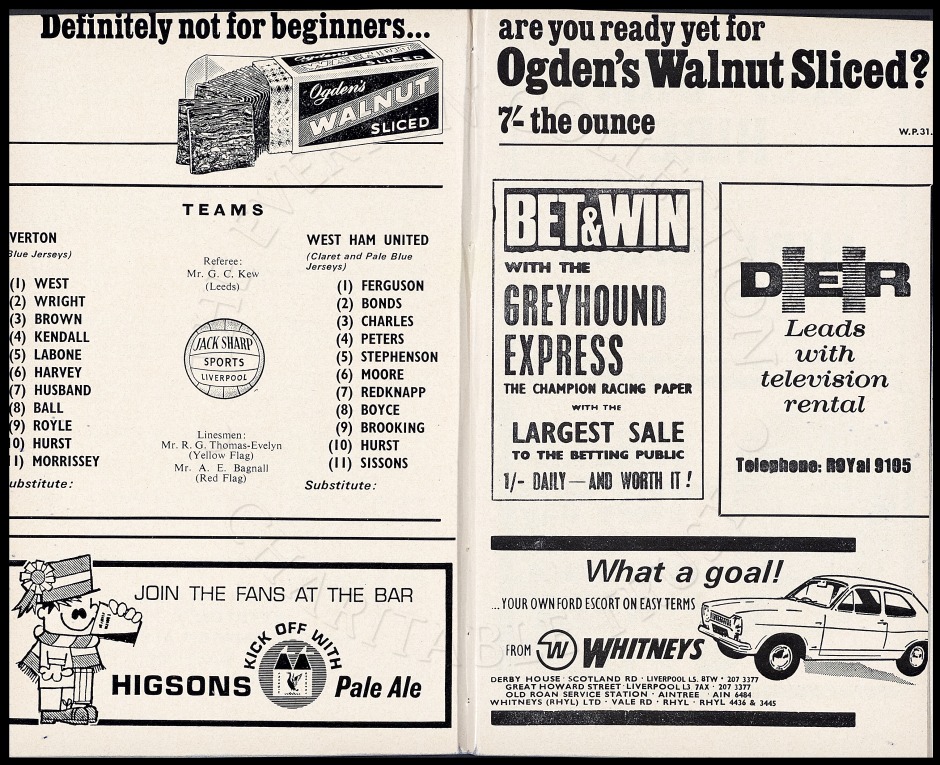 Definitely not for beginners...
Ogden's
SLICED
Ogden's
WALNUT
SLICED
TEAMS
VERTON
Blue Jerseys)
(1) WEST
(2) WRIGHT
(3) BROWN
(4) KENDALL
(5) LABONE
(6) HARVEY
(7) HUSBAND
(8) BALL
(9) ROYLE
10) HURST
11) MORRISSEY
ubstitute:
Referee:
Mr. G. C. Kew
(Leeds)
JACK SHARP
SPORTS
LIVERPOOL
Linesmen:
Mr. R. G. Thomas-Evelyn
(Yellow Flag)
Mr. A. E. Bagnall
(Red Flag)
WEST HAM UNITED
(Claret and Pale Blue
Jerseys)
(1) FERGUSON
(2) BONDS
(3) CHARLES
(4) PETERS
(5) STEPHENSON
(6) MOORE
(7) REDKNAPP
(8) BOYCE
(9) BROOKING
(10) HURST
(11) SISSONS
Substitute:
JOIN THE FANS AT THE BAR
KICK OFF WITH
HIGSONS
Pale Ale
are you ready yet for
Ogden's Walnut Sliced?
7/- the ounce
W.P.31.
BET & WIN
WITH THE
GREYHOUND
EXPRESS
THE CHAMPION RACING PAPER
WITH THE
LARGEST SALE
TO THE BETTING PUBLIC
1/- DAILY — AND WORTH IT!
DER
Leads
with
television
rental
Telephone: ROYal 9105
What a goal!
...YOUR OWN FORD ESCORT ON EASY TERMS
FROM W WHITNEYS
DERBY HOUSE · SCOTLAND RD · LIVERPOOL L5. 8TW · 207 3377
GREAT HOWARD STREET · LIVERPOOL L3 7AX · 207 3377
OLD ROAN SERVICE STATION · AINTREE · AIN 6484
WHITNEYS (RHYL) LTD · VALE RD · RHYL · RHYL 4436 & 3445